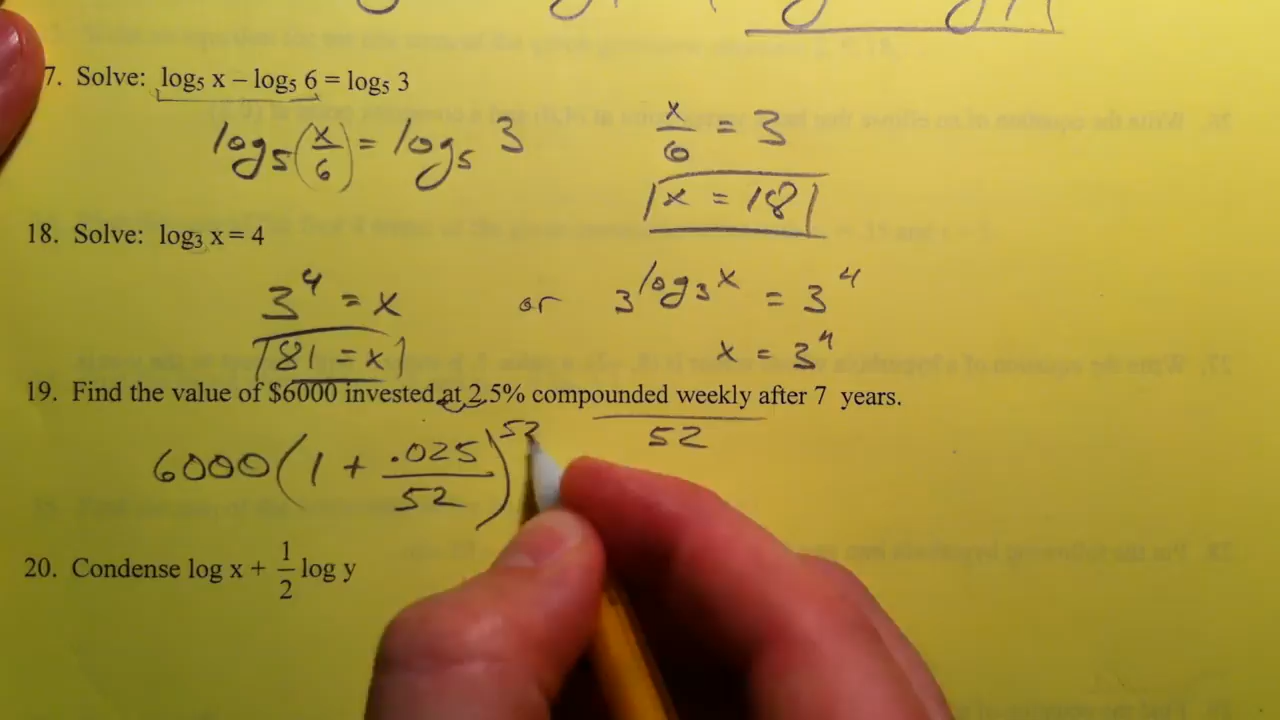 7. Solve: log₅ x – log₅ 6 = log₅ 3
log₅(x/6) = log₅ 3
x/6 = 3
x = 18
18. Solve: log₃ x = 4
3⁴ = x or 3^(log₃ x) = 3⁴
81 = x
x = 3⁴
19. Find the value of $6000 invested at 2.5% compounded weekly after 7 years.
52
6000(1 + .025/52)^52
20. Condense log x + 1/2 log y